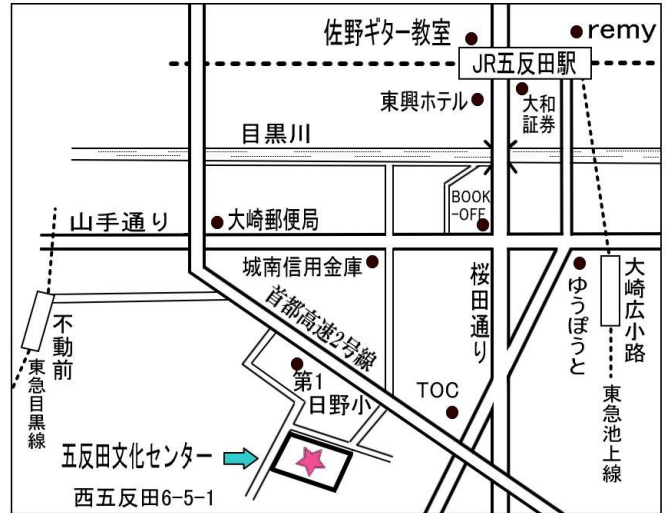 佐野ギター教室
remy
JR五反田駅
東興ホテル
大和
証券
目黒川
BOOK
-OFF
山手通り
大崎郵便局
城南信用金庫
首都高速2号線
桜田通り
ゆうぽうと
大崎広小路
不動前
東急目黒線
第1
日野小
TOC
東急池上線
五反田文化センター
西五反田6-5-1